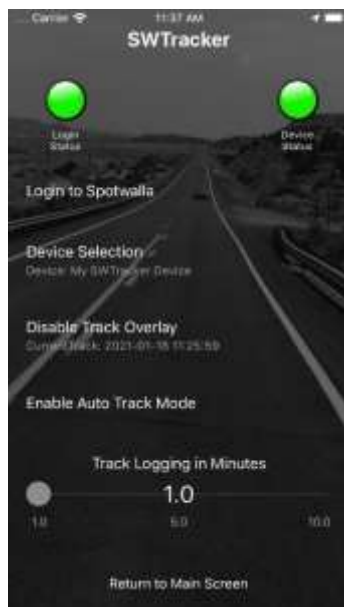 Carrier 11:37 AM
SWTracker
Login Status
Device Status
Login to Spotwalla
Device Selection
Device: My SWTracker Device
Disable Track Overlay
Current Track: 2021-01-18 11:25:59
Enable Auto Track Mode
Track Logging in Minutes
1.0
1.0 5.0 10.0
Return to Main Screen